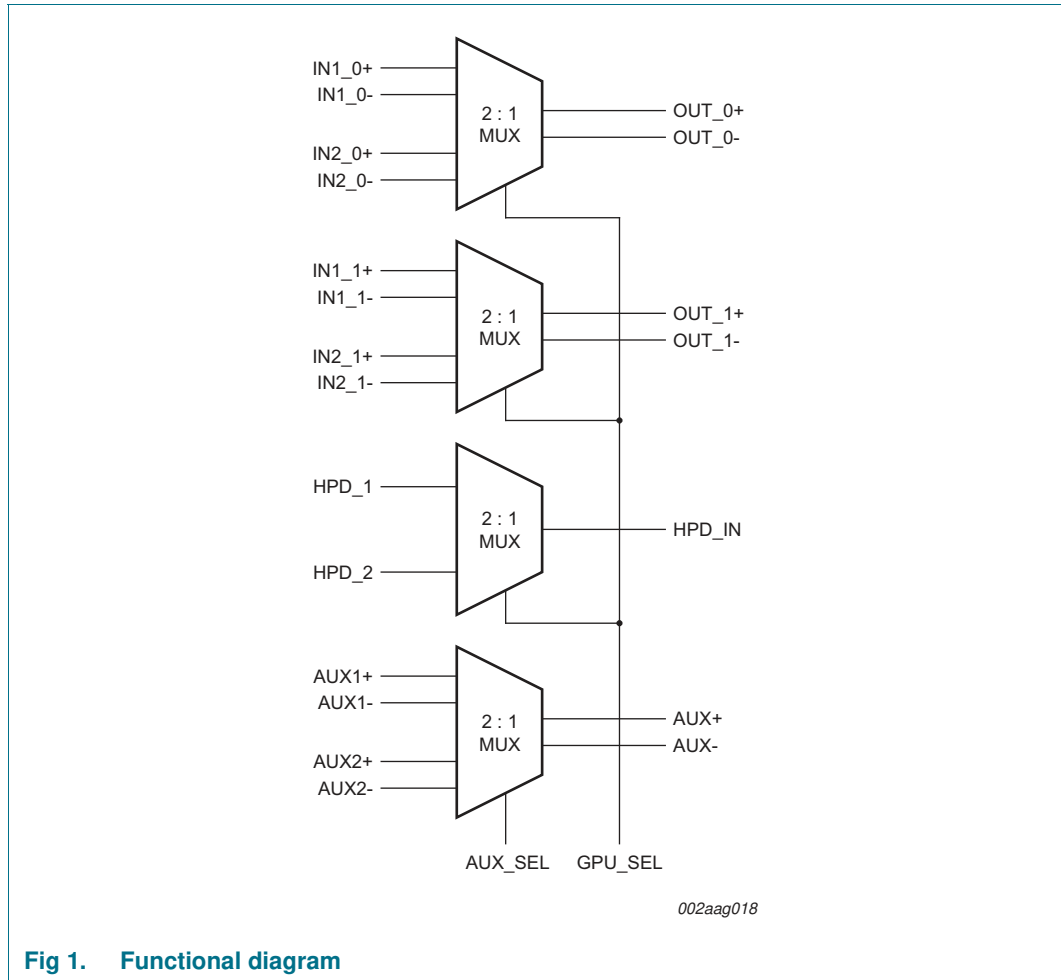 IN1_0+
IN1_0-
IN2_0+
IN2_0-
2 : 1
MUX
OUT_0+
OUT_0-
IN1_1+
IN1_1-
IN2_1+
IN2_1-
2 : 1
MUX
OUT_1+
OUT_1-
HPD_1
HPD_2
2 : 1
MUX
HPD_IN
AUX1+
AUX1-
AUX2+
AUX2-
2 : 1
MUX
AUX+
AUX-
AUX_SEL GPU_SEL
002aag018
Fig 1. Functional diagram